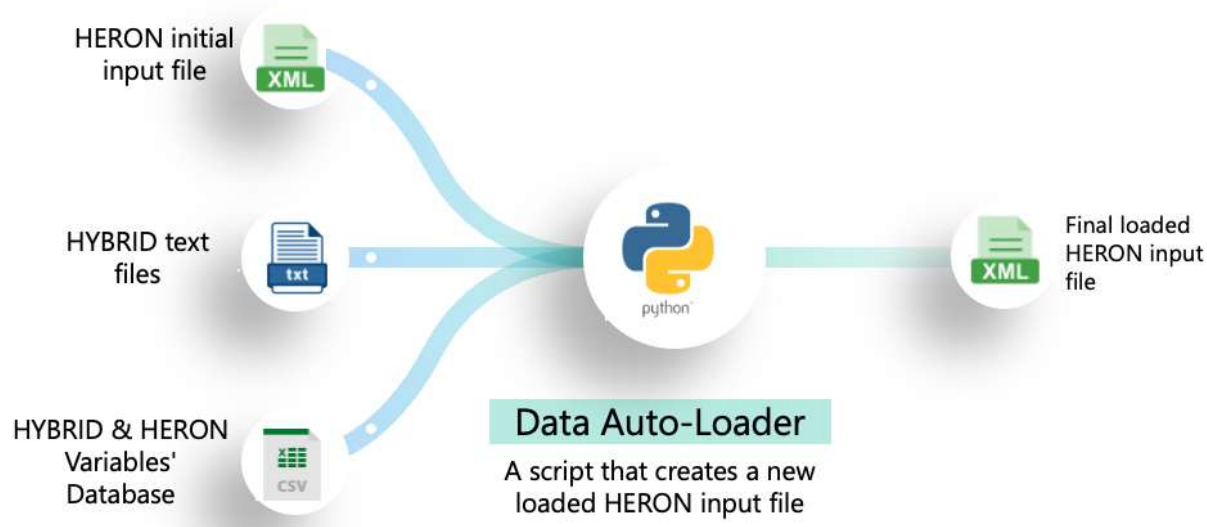 HERON initial
input file
XML
HYBRID text
files
txt
HYBRID & HERON
Variables'
Database
CSV
python
Data Auto-Loader
A script that creates a new
loaded HERON input file
XML
Final loaded
HERON input
file